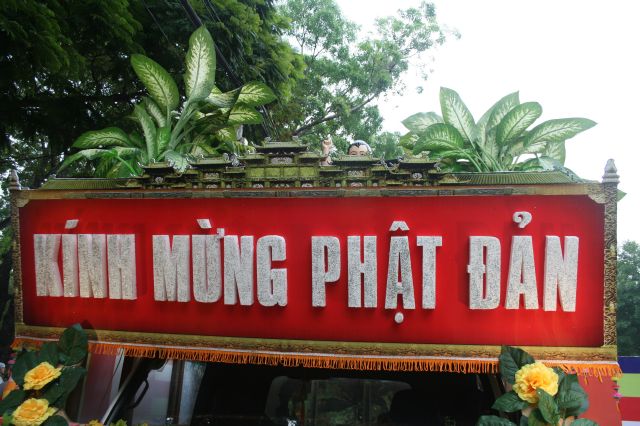 KÍNH MỪNG PHẬT ĐẢN